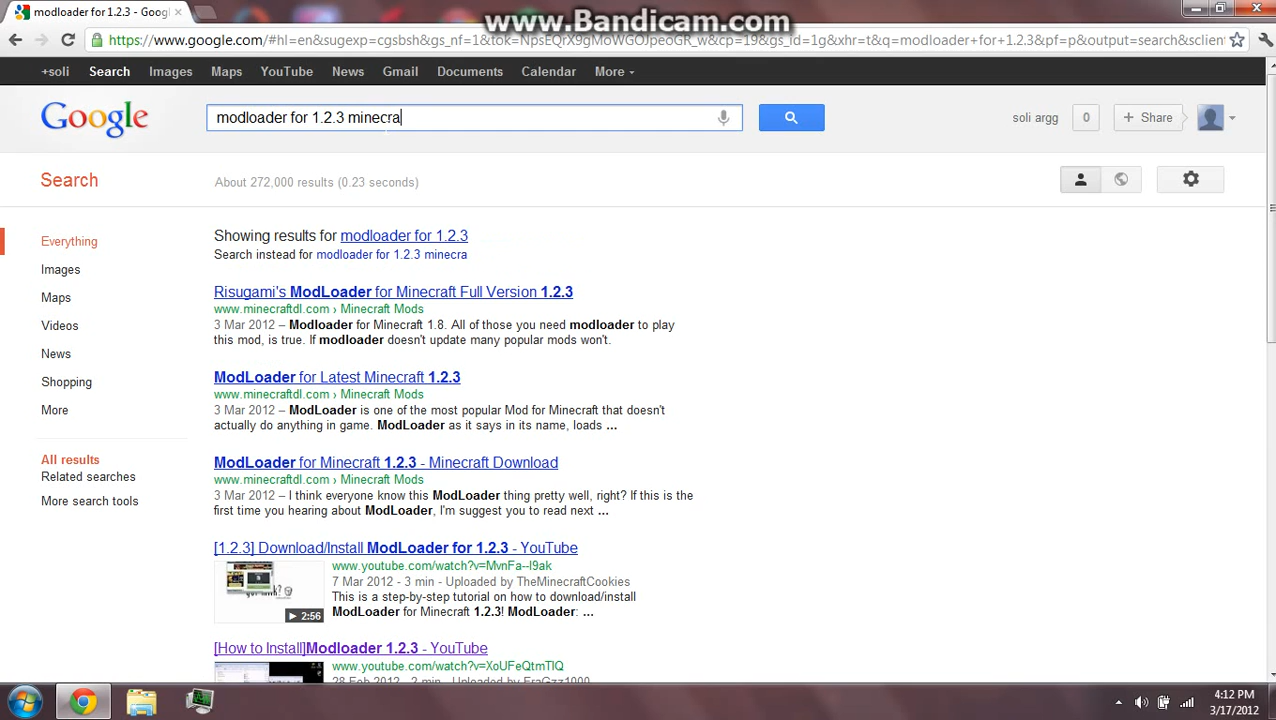 www.Bandicam.com
modloader for 1.2.3 - Googl
https://www.google.com/#hl=en&sugexp=cgsbsh&gs_nf=1&tok=NpsEQrX9gMoWGOJpeoGR_w&cp=19&gs_id=1g&xhr=t&q=modloader+for+1.2.3&pf=p&output=search&sclien
+soli Search Images Maps YouTube News Gmail Documents Calendar More
Google
modloader for 1.2.3 minecra
soli argg 0 + Share
Search
About 272,000 results (0.23 seconds)
Everything
Images
Maps
Videos
News
Shopping
More
All results
Related searches
More search tools
Showing results for modloader for 1.2.3
Search instead for modloader for 1.2.3 minecra
Risugami's ModLoader for Minecraft Full Version 1.2.3
www.minecraftdl.com › Minecraft Mods
3 Mar 2012 – Modloader for Minecraft 1.8. All of those you need modloader to play
this mod, is true. If modloader doesn't update many popular mods won't.
ModLoader for Latest Minecraft 1.2.3
www.minecraftdl.com › Minecraft Mods
3 Mar 2012 – ModLoader is one of the most popular Mod for Minecraft that doesn't
actually do anything in game. ModLoader as it says in its name, loads ...
ModLoader for Minecraft 1.2.3 - Minecraft Download
www.minecraftdl.com › Minecraft Mods
3 Mar 2012 – I think everyone know this ModLoader thing pretty well, right? If this is the
first time you hearing about ModLoader, I'm suggest you to read next ...
[1.2.3] Download/Install ModLoader for 1.2.3 - YouTube
www.youtube.com/watch?v=MvnFa--l9ak
7 Mar 2012 - 3 min - Uploaded by TheMinecraftCookies
This is a step-by-step tutorial on how to download/install
ModLoader for Minecraft 1.2.3! ModLoader: ...
2:56
[How to Install]Modloader 1.2.3 - YouTube
www.youtube.com/watch?v=XoUFeQtmTlQ
28 Feb 2012 - 2 min - Uploaded by FraGzz1000
4:12 PM
3/17/2012